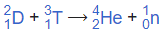 ²₁D + ³₁T ⟶ ⁴₂He + ¹₀n